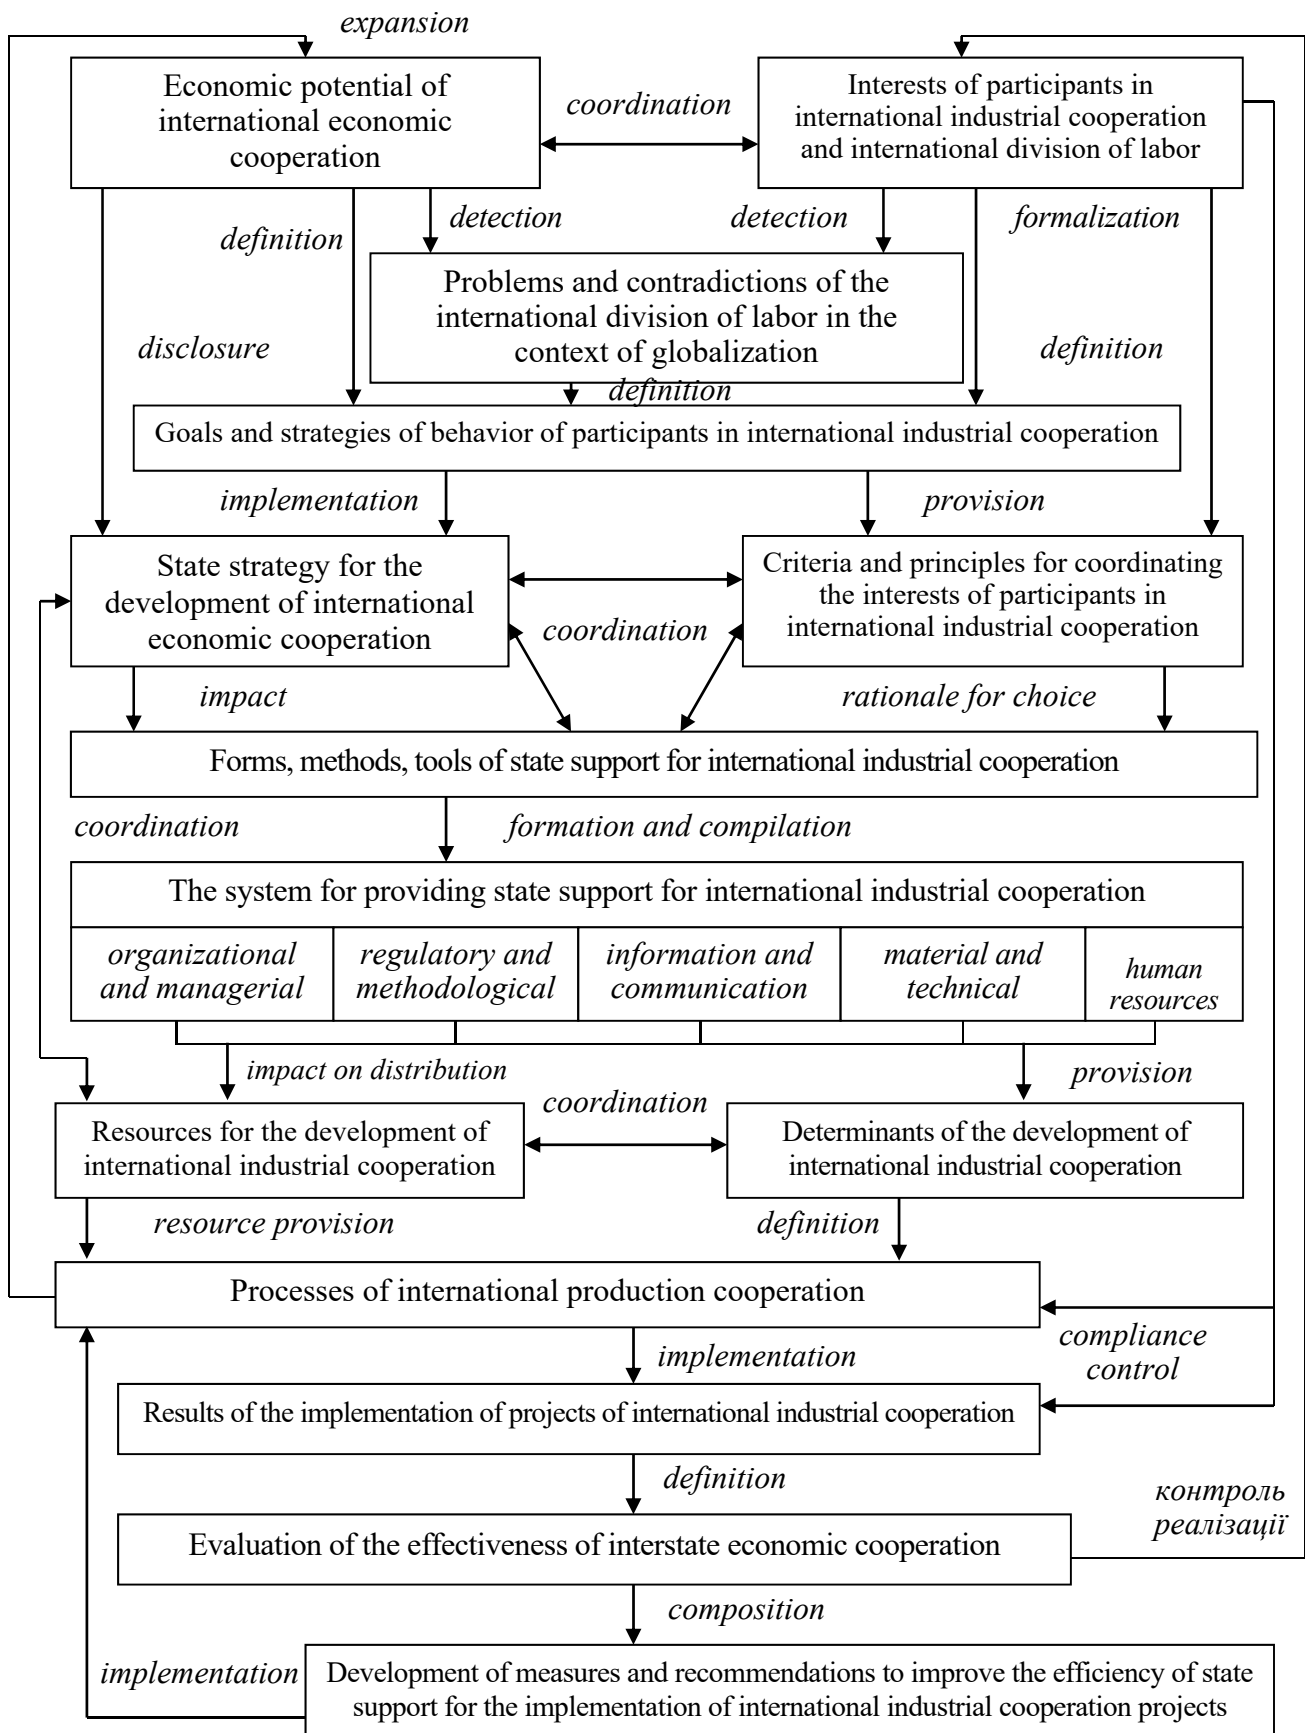 expansion
Economic potential of
international economic
cooperation
coordination
Interests of participants in
international industrial cooperation
and international division of labor
detection
detection
formalization
definition
Problems and contradictions of the
international division of labor in the
context of globalization
disclosure
definition
definition
Goals and strategies of behavior of participants in international industrial cooperation
implementation
provision
State strategy for the
development of international
economic cooperation
coordination
Criteria and principles for coordinating
the interests of participants in
international industrial cooperation
impact
rationale for choice
Forms, methods, tools of state support for international industrial cooperation
coordination
formation and compilation
The system for providing state support for international industrial cooperation
organizational
and managerial
regulatory and
methodological
information and
communication
material and
technical
human
resources
impact on distribution
coordination
provision
Resources for the development of
international industrial cooperation
Determinants of the development of
international industrial cooperation
resource provision
definition
Processes of international production cooperation
implementation
compliance
control
Results of the implementation of projects of international industrial cooperation
definition
контроль
реалізації
Evaluation of the effectiveness of interstate economic cooperation
composition
implementation
Development of measures and recommendations to improve the efficiency of state
support for the implementation of international industrial cooperation projects